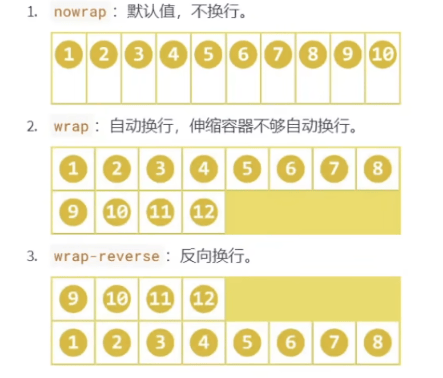 1. nowrap：默认值，不换行。
1 2 3 4 5 6 7 8 9 10
2. wrap：自动换行，伸缩容器不够自动换行。
1 2 3 4 5 6 7 8
9 10 11 12
3. wrap-reverse：反向换行。
9 10 11 12
1 2 3 4 5 6 7 8